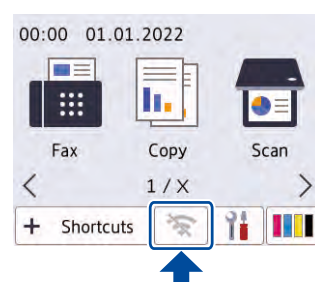 00:00 01.01.2022
Fax Copy Scan
< 1 / X >
+ Shortcuts